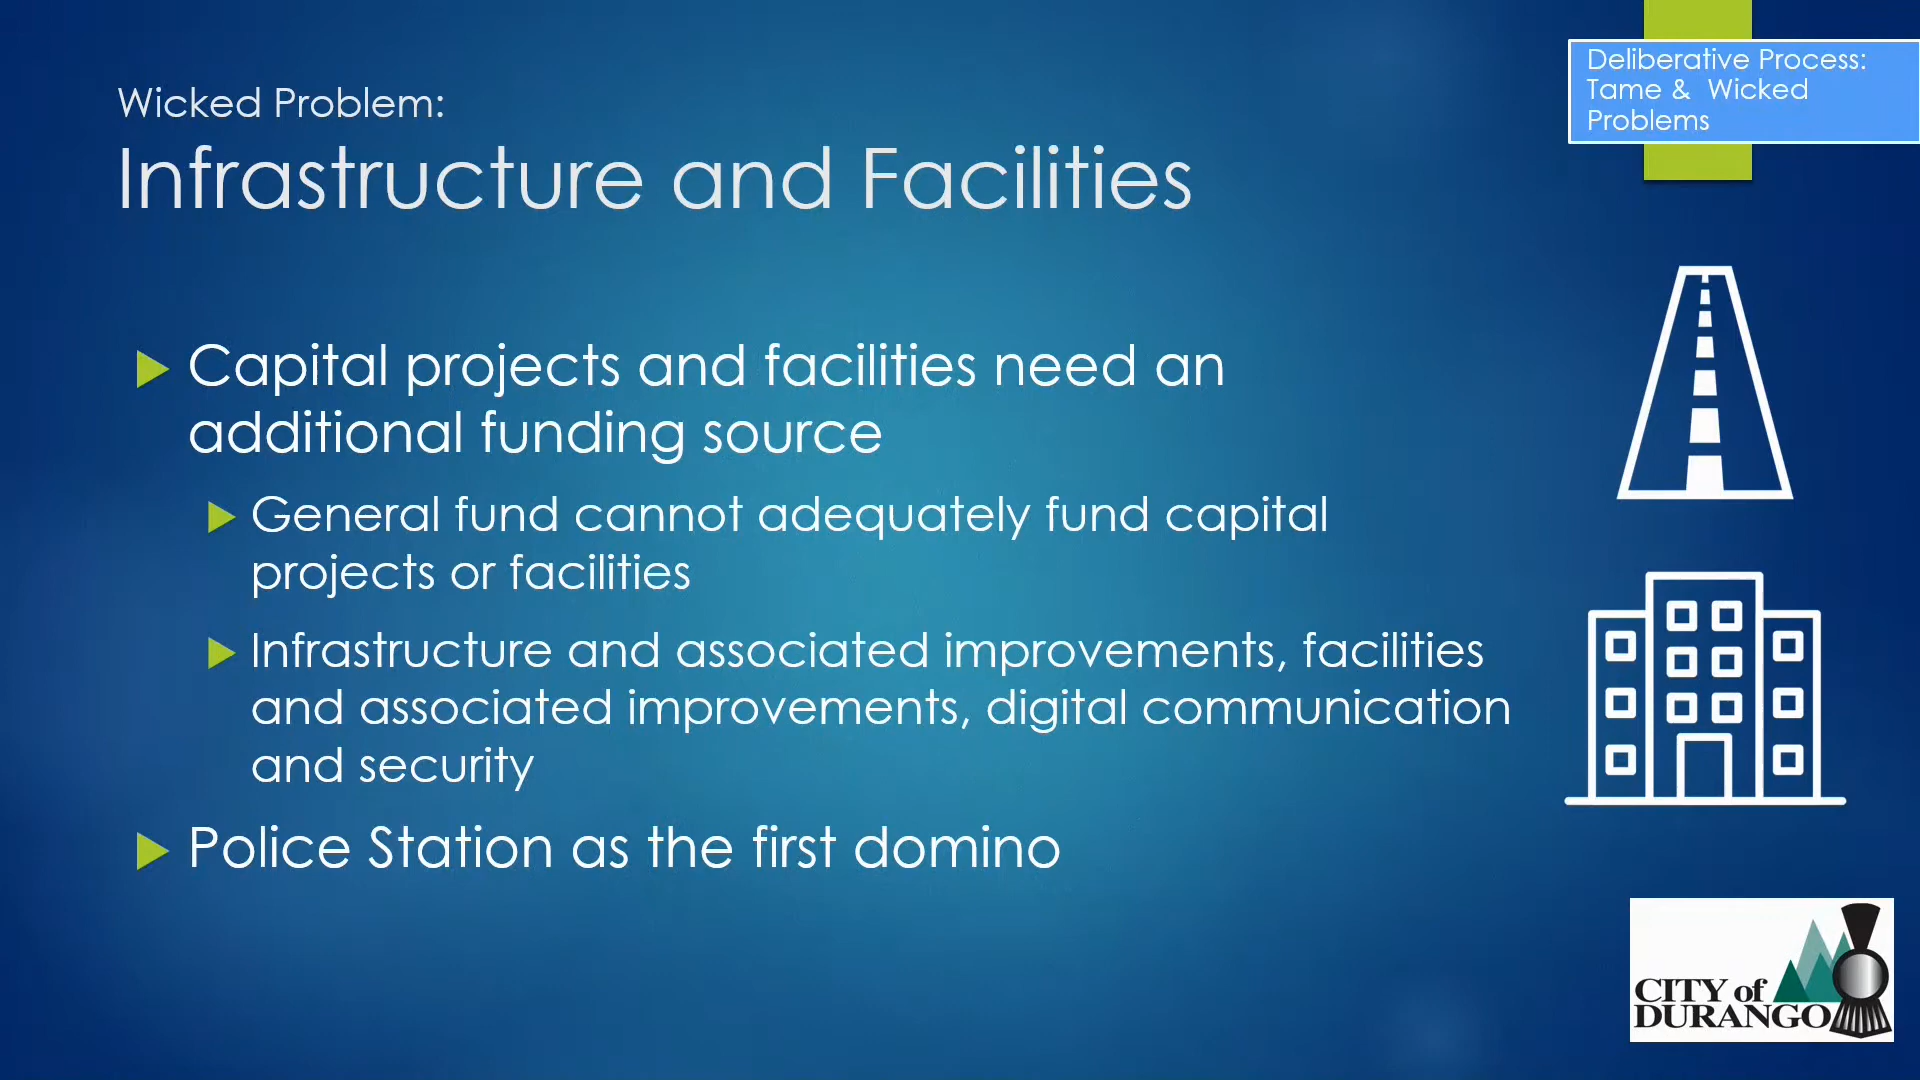 Deliberative Process:
Tame & Wicked
Problems
Wicked Problem:
Infrastructure and Facilities
Capital projects and facilities need an
additional funding source
General fund cannot adequately fund capital
projects or facilities
Infrastructure and associated improvements, facilities
and associated improvements, digital communication
and security
Police Station as the first domino
CITY of
DURANGO